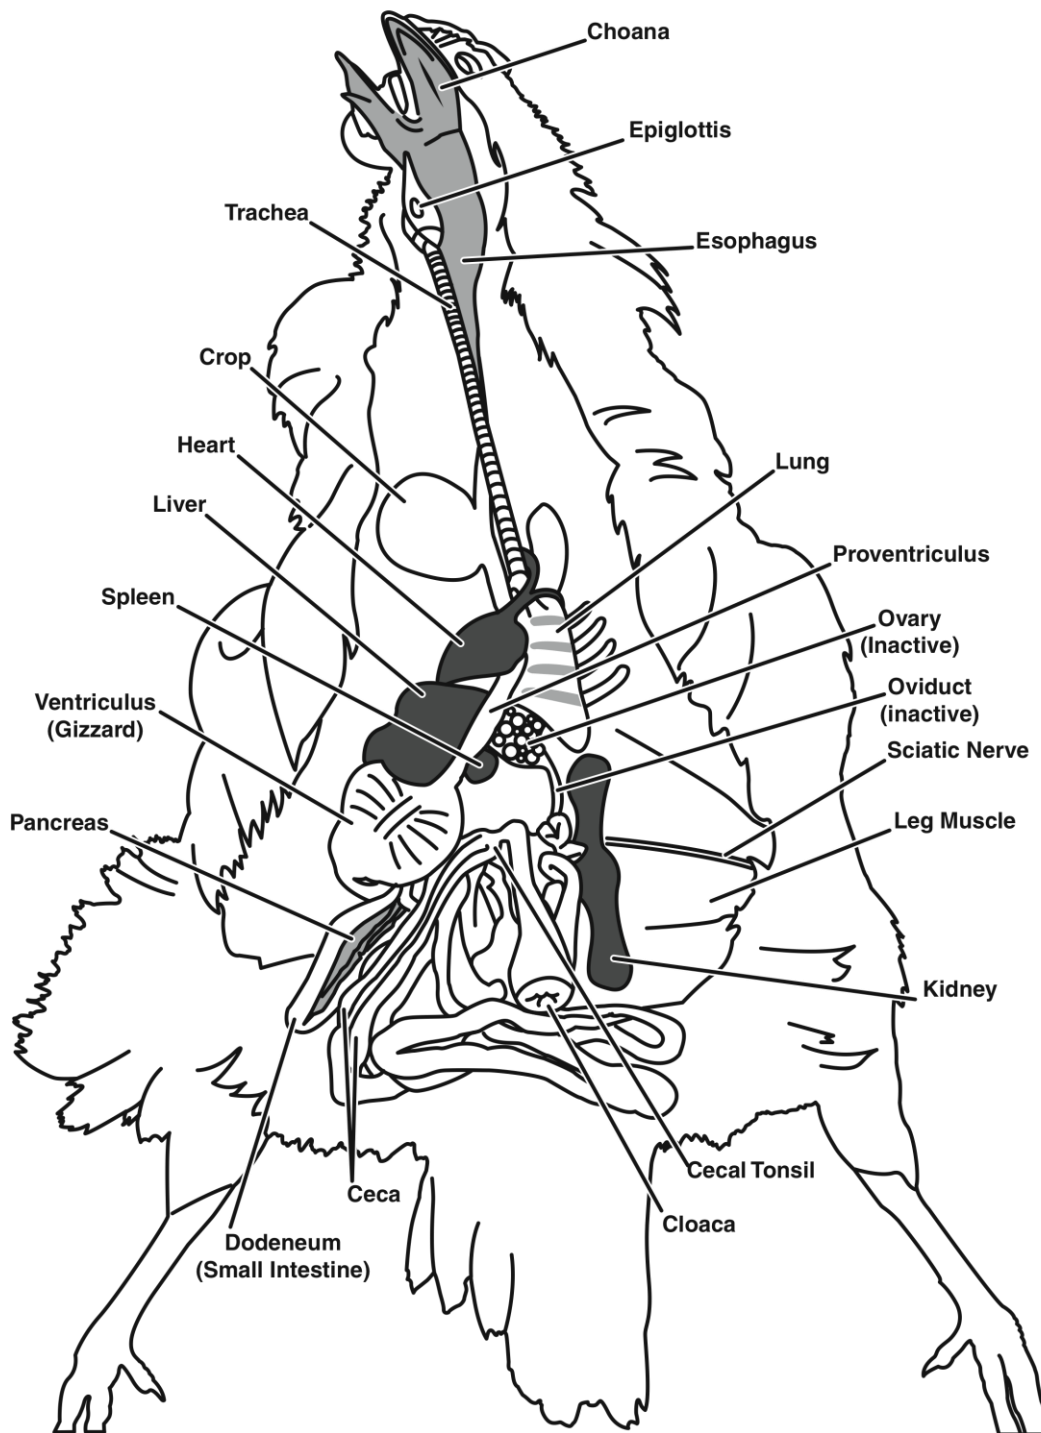 Choana
Epiglottis
Trachea
Esophagus
Crop
Heart
Lung
Liver
Proventriculus
Spleen
Ovary
(Inactive)
Oviduct
(inactive)
Ventriculus
(Gizzard)
Sciatic Nerve
Pancreas
Leg Muscle
Kidney
Cecal Tonsil
Ceca
Cloaca
Dodeneum
(Small Intestine)